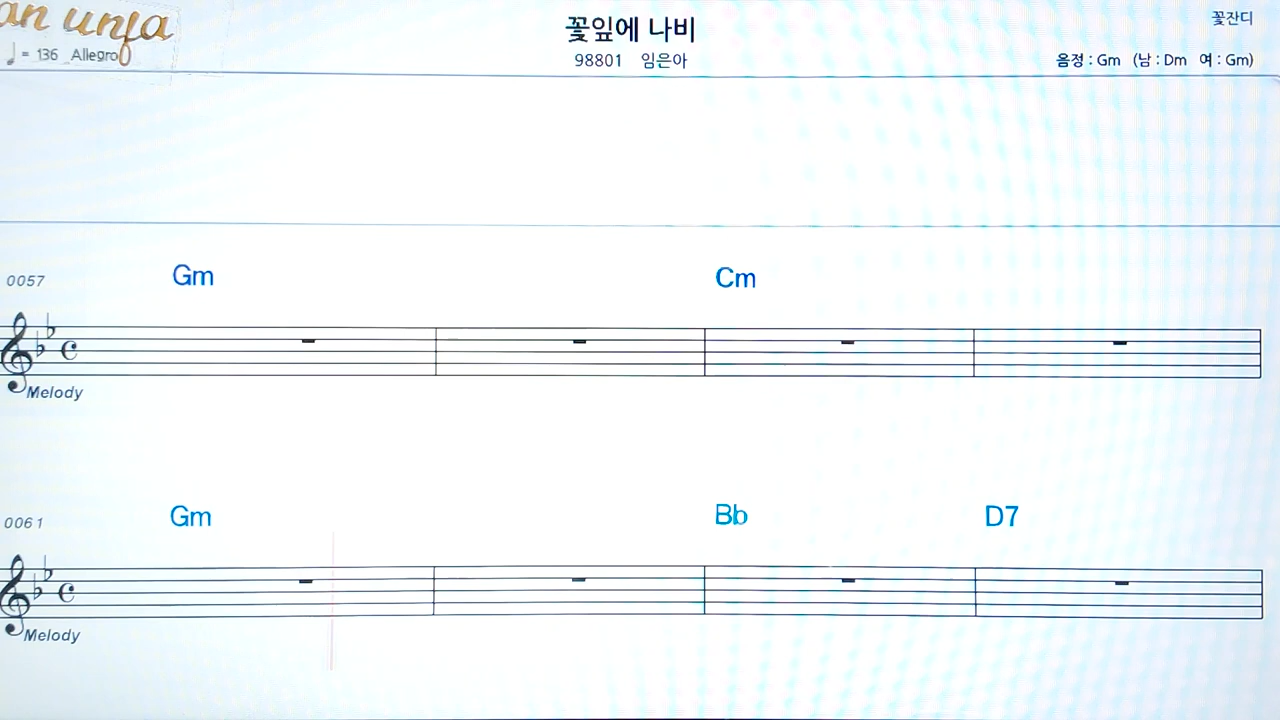 an unfa
♩ = 136 Allegro
꽃잎에 나비
98801 임은아
꽃잔디
음정 : Gm (남 : Dm 여 : Gm)
0057
Gm Cm
Melody
0061
Gm Bb D7
Melody